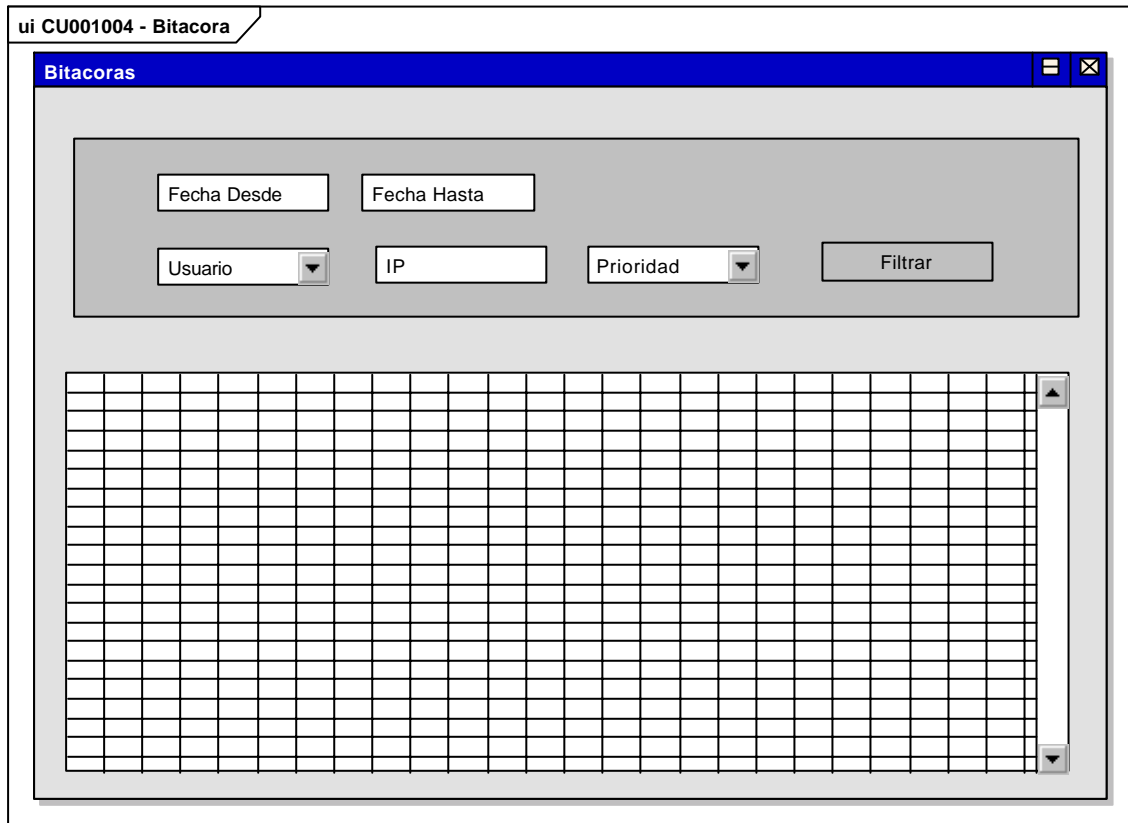 ui CU001004 - Bitacora
Bitacoras
Fecha Desde
Fecha Hasta
Usuario
IP
Prioridad
Filtrar